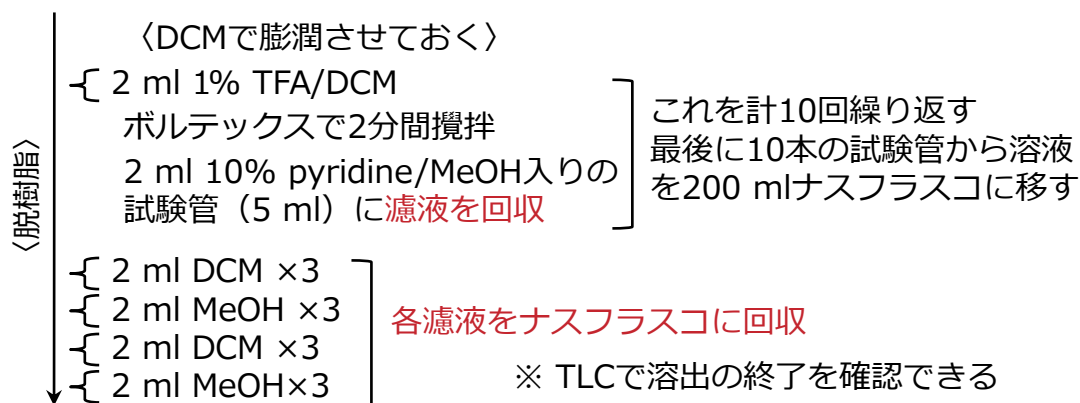 〈脱樹脂〉
〈DCMで膨潤させておく〉
2 ml 1% TFA/DCM
ボルテックスで2分間攪拌
2 ml 10% pyridine/MeOH入りの
試験管（5 ml）に濾液を回収
これを計10回繰り返す
最後に10本の試験管から溶液
を200 mlナスフラスコに移す
2 ml DCM ×3
2 ml MeOH ×3
2 ml DCM ×3
2 ml MeOH×3
各濾液をナスフラスコに回収
※ TLCで溶出の終了を確認できる